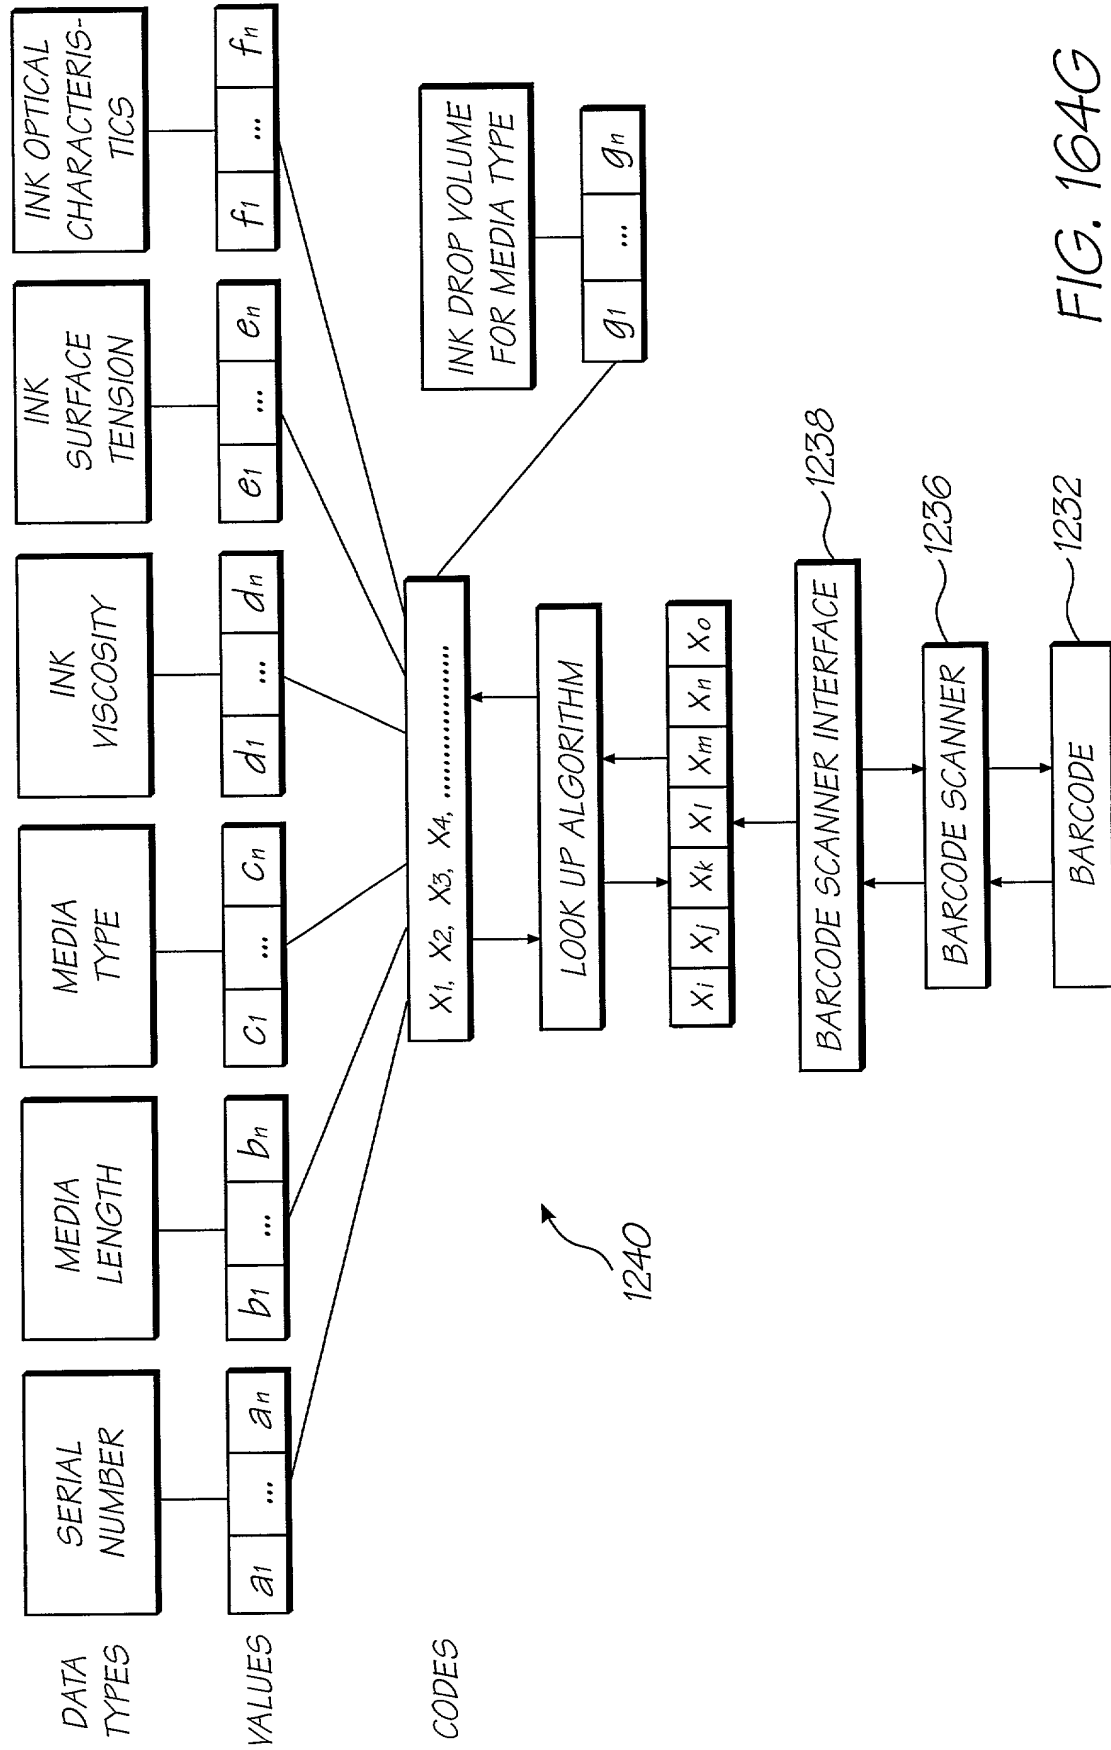 DATA
TYPES
SERIAL
NUMBER
MEDIA
LENGTH
MEDIA
TYPE
INK
VISCOSITY
INK
SURFACE
TENSION
INK OPTICAL
CHARACTERIS-
TICS
VALUES
a1 ... an
b1 ... bn
c1 ... cn
d1 ... dn
e1 ... en
f1 ... fn
CODES
X1, X2, X3, X4, ....................
INK DROP VOLUME
FOR MEDIA TYPE
g1 ... gn
LOOK UP ALGORITHM
Xi Xj Xk Xl Xm Xn Xo
1240
BARCODE SCANNER INTERFACE
1238
BARCODE SCANNER
1236
BARCODE
1232
FIG. 164G